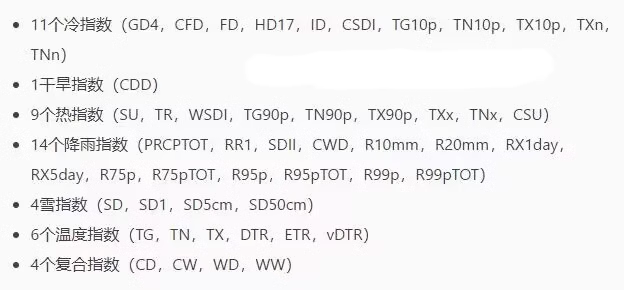 11个冷指数（GD4，CFD，FD，HD17，ID，CSDI，TG10p，TN10p，TX10p，TXn，
TNn）
1干旱指数（CDD）
9个热指数（SU，TR，WSDI，TG90p，TN90p，TX90p，TXx，TNx，CSU）
14个降雨指数（PRCPTOT，RR1，SDII，CWD，R10mm，R20mm，RX1day，
RX5day，R75p，R75pTOT，R95p，R95pTOT，R99p，R99pTOT）
4雪指数（SD，SD1，SD5cm，SD50cm）
6个温度指数（TG，TN，TX，DTR，ETR，vDTR）
4个复合指数（CD，CW，WD，WW）